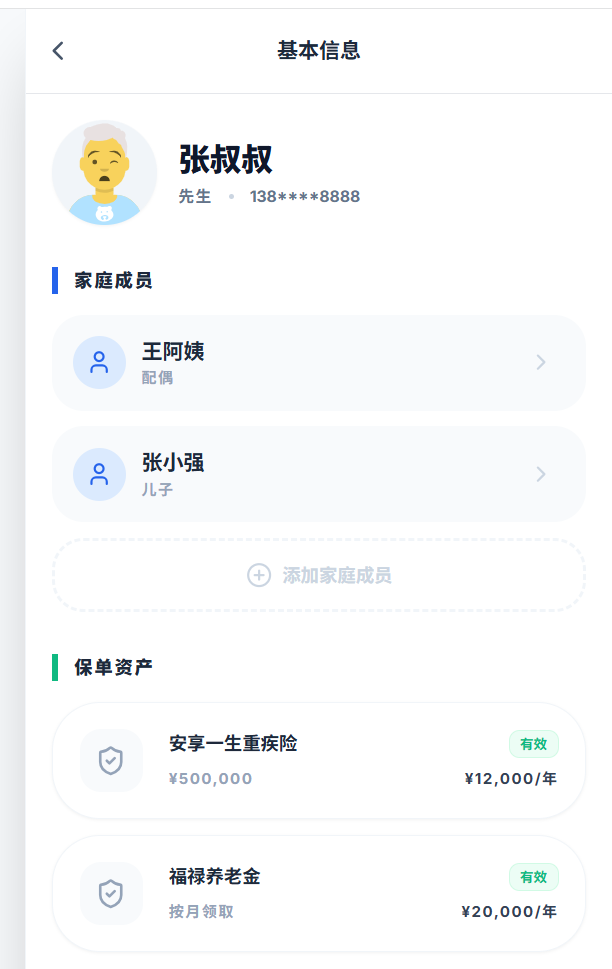 基本信息
张叔叔
先生 • 138****8888
家庭成员
王阿姨
配偶
张小强
儿子
添加家庭成员
保单资产
安享一生重疾险 有效
¥500,000 ¥12,000/年
福禄养老金 有效
按月领取 ¥20,000/年